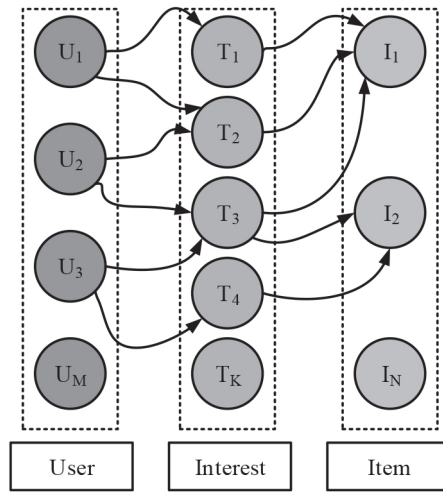 U1 T1 I1
T2
U2
T3 I2
U3
T4
UM TK IN
User Interest Item